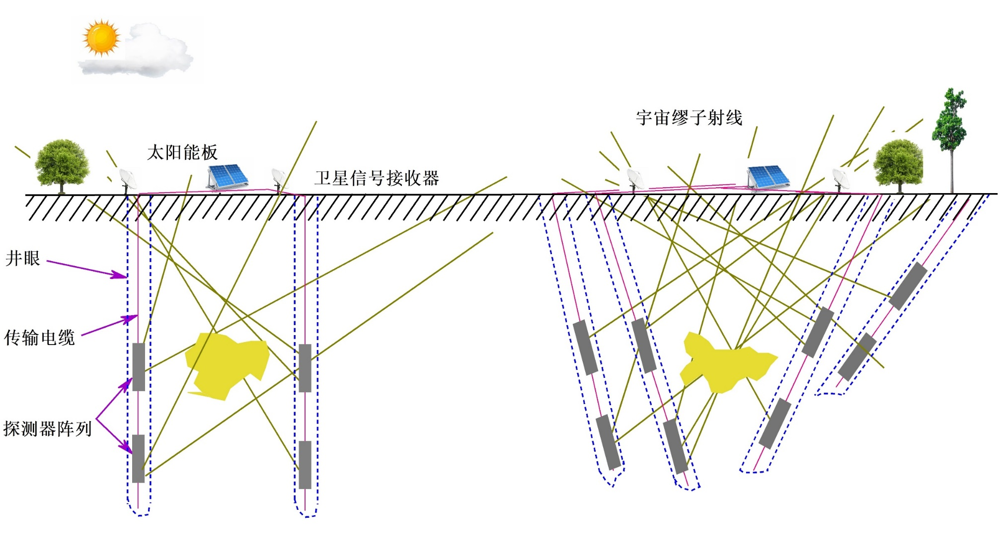 宇宙缪子射线
太阳能板
卫星信号接收器
井眼
传输电缆
探测器阵列